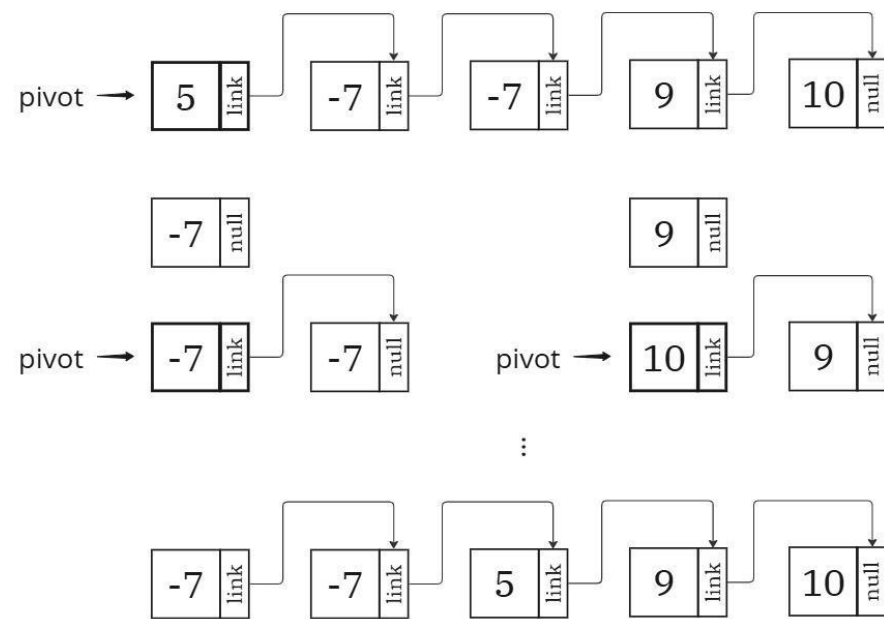 pivot 5 link -7 link -7 link 9 link 10 null
-7 null 9 null
pivot -7 link -7 null pivot 10 link 9 null
⋮
-7 link -7 link 5 link 9 link 10 null